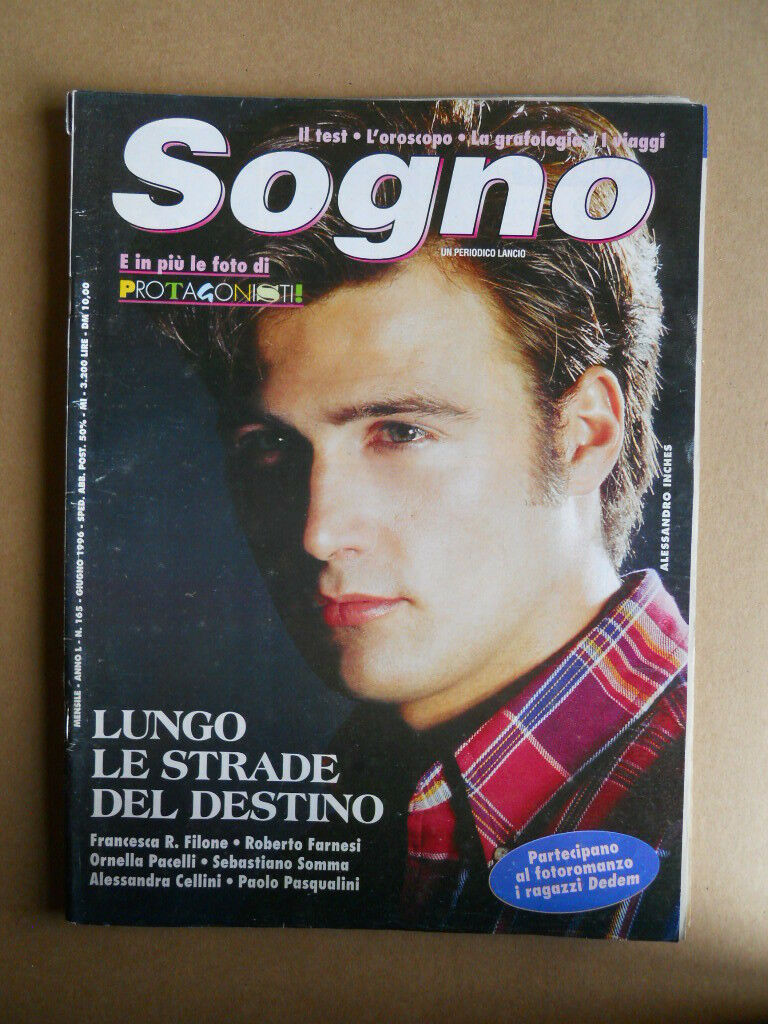 Il test • L'oroscopo • La grafologia • I viaggi
Sogno
UN PERIODICO LANCIO
E in più le foto di
PROTAGONISTI!
MENSILE - ANNO L - N. 165 - GIUGNO 1996 - SPED. ABB. POST. 50% - MI - 3.200 LIRE - DM 10,00
ALESSANDRO INCHES
LUNGO
LE STRADE
DEL DESTINO
Francesca R. Filone • Roberto Farnesi
Ornella Pacelli • Sebastiano Somma
Alessandra Cellini • Paolo Pasqualini
Partecipano
al fotoromanzo
i ragazzi Dedem